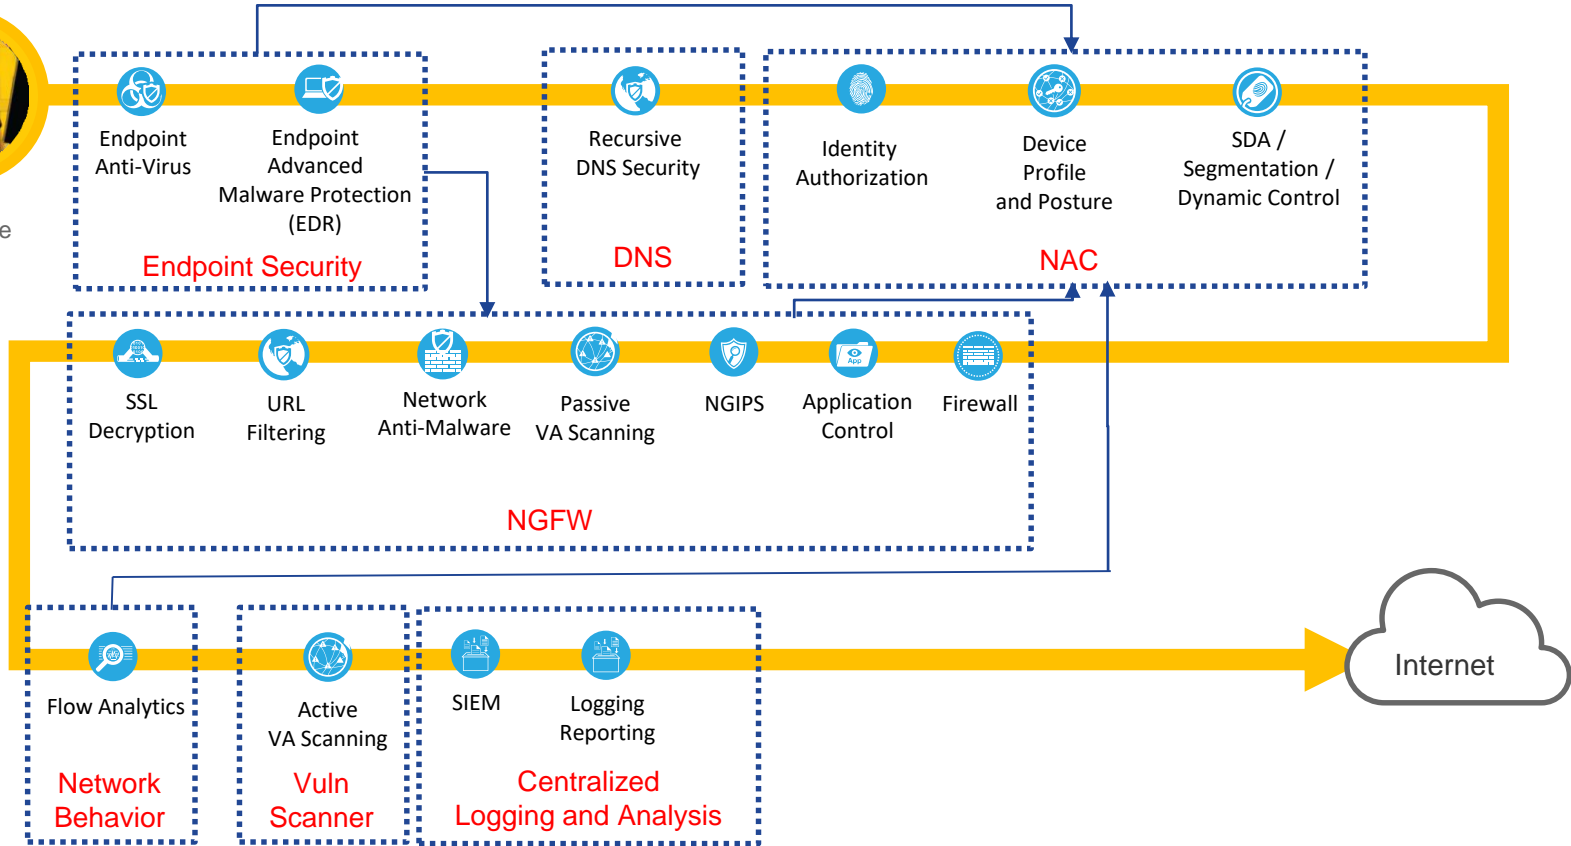 Endpoint
Anti-Virus
Endpoint
Advanced
Malware Protection
(EDR)
Endpoint Security
Recursive
DNS Security
DNS
Identity
Authorization
Device
Profile
and Posture
SDA /
Segmentation /
Dynamic Control
NAC
e
SSL
Decryption
URL
Filtering
Network
Anti-Malware
Passive
VA Scanning
NGIPS
App
Application
Control
Firewall
NGFW
Flow Analytics
Network
Behavior
Active
VA Scanning
Vuln
Scanner
SIEM
Logging
Reporting
Centralized
Logging and Analysis
Internet